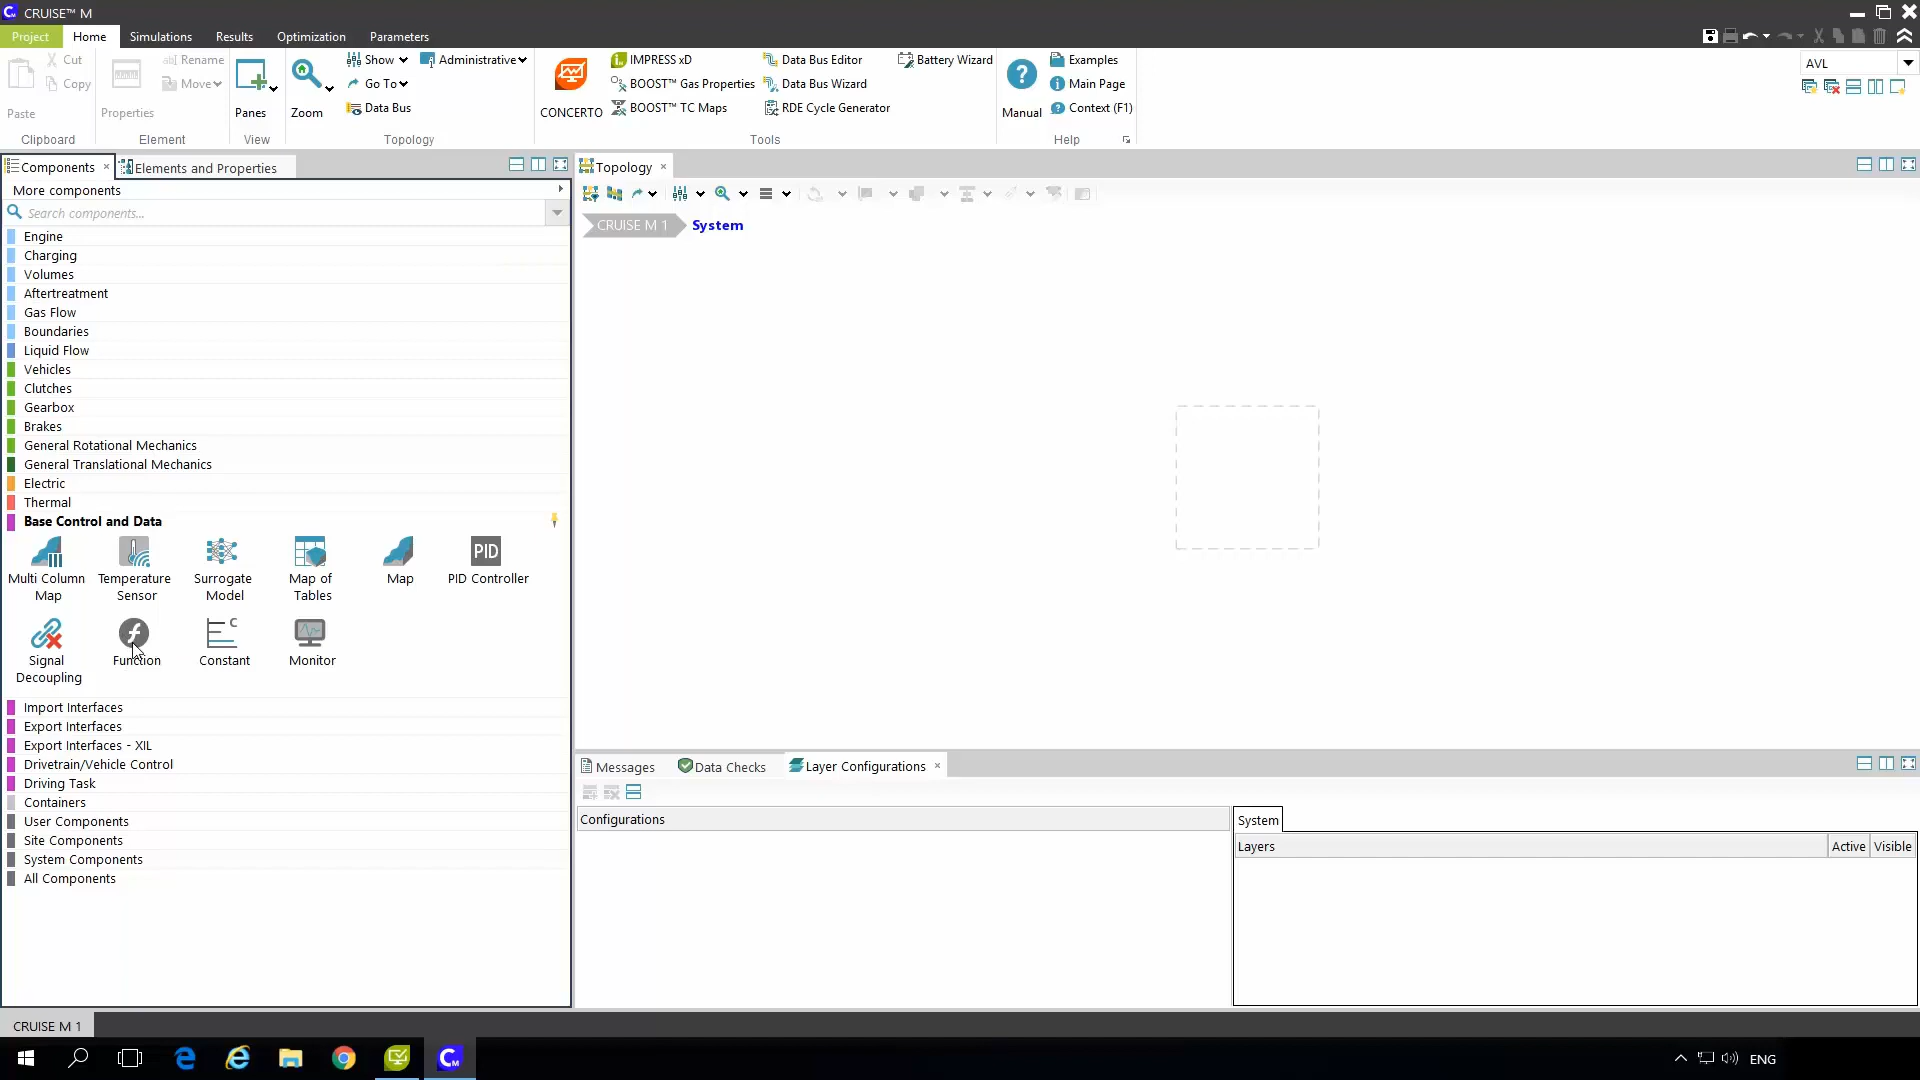 CRUISE™ M
Project Home Simulations Results Optimization Parameters
Cut Rename Show Administrative IMPRESS xD Data Bus Editor Battery Wizard Examples AVL
Copy Move Go To BOOST™ Gas Properties Data Bus Wizard Main Page
Paste Properties Panes Zoom Data Bus CONCERTO BOOST™ TC Maps RDE Cycle Generator Manual Context (F1)
Clipboard Element View Topology Tools Help
Components Elements and Properties
More components
Search components...
Engine
Charging
Volumes
Aftertreatment
Gas Flow
Boundaries
Liquid Flow
Vehicles
Clutches
Gearbox
Brakes
General Rotational Mechanics
General Translational Mechanics
Electric
Thermal
Base Control and Data
PID
Multi Column Temperature Surrogate Map of Map PID Controller
Map Sensor Model Tables
C
Signal Function Constant Monitor
Decoupling
Import Interfaces
Export Interfaces
Export Interfaces - XIL
Drivetrain/Vehicle Control
Driving Task
Containers
User Components
Site Components
System Components
All Components
Topology
CRUISE M 1 System
Messages Data Checks Layer Configurations
Configurations
System
Layers Active Visible
CRUISE M 1
ENG